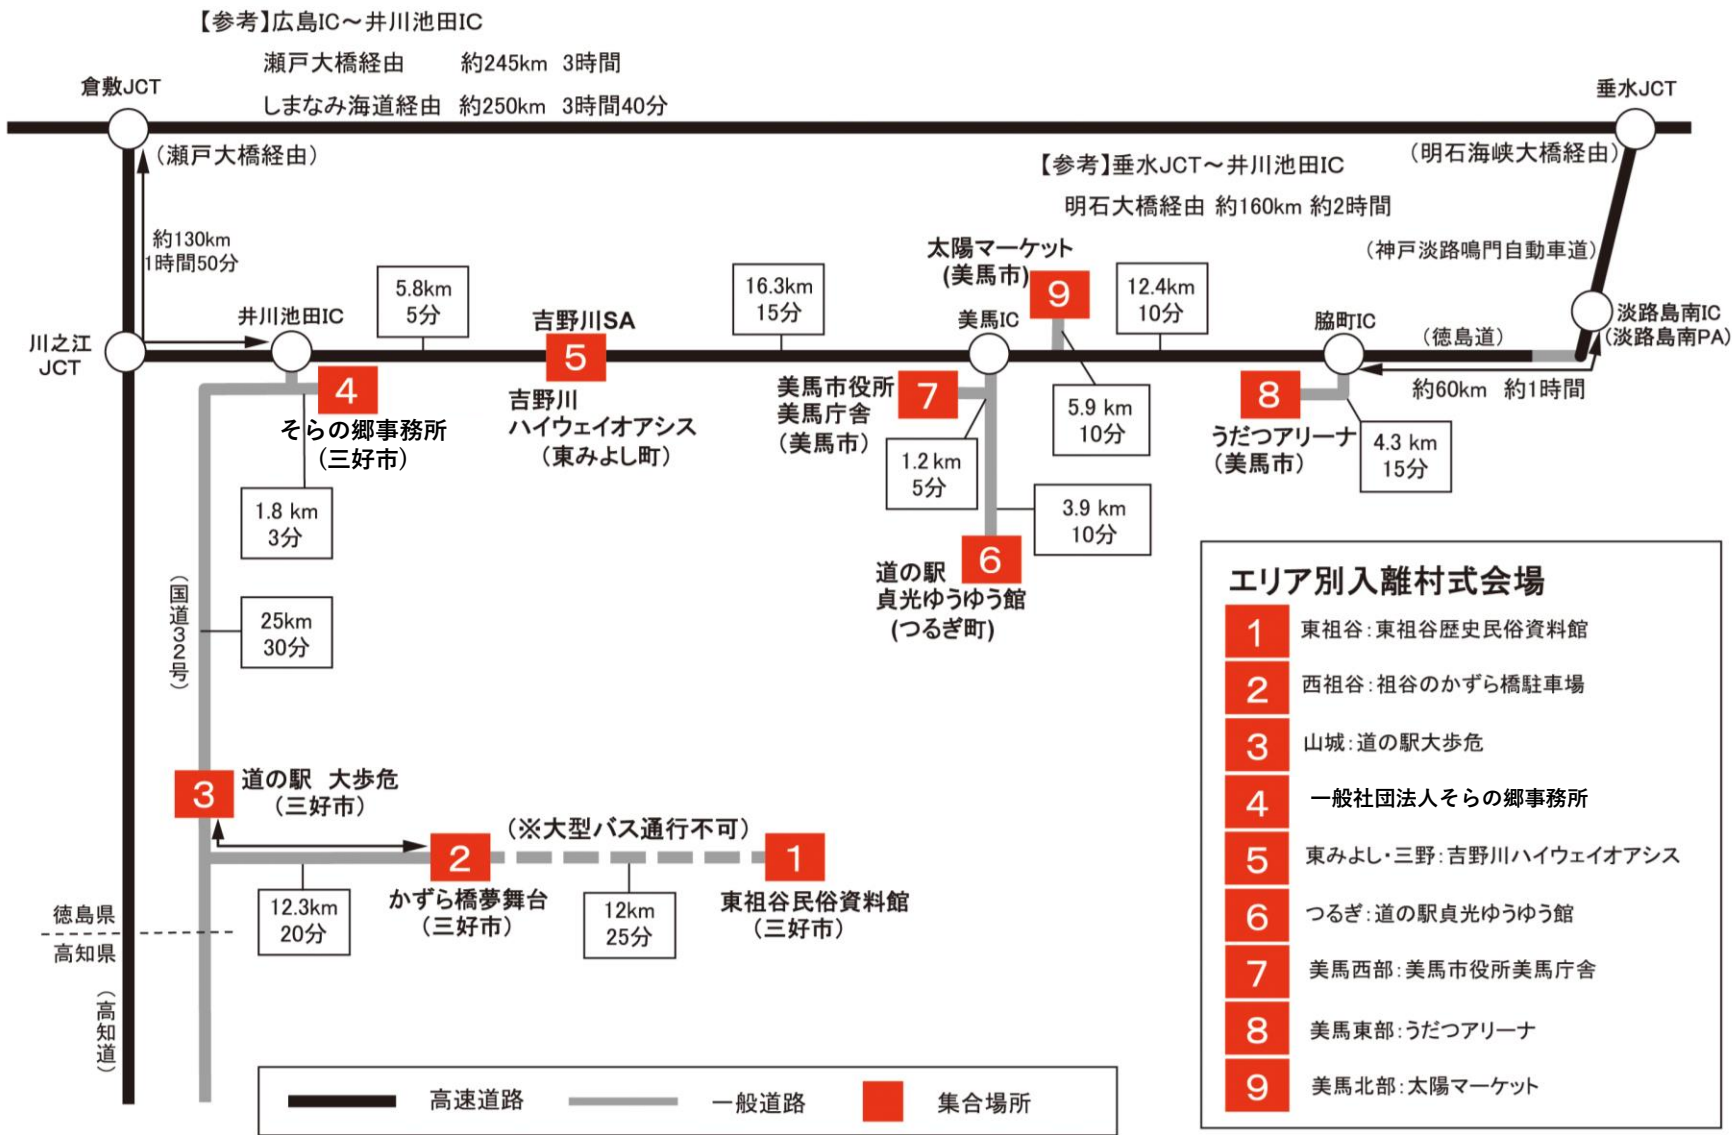 【参考】広島IC～井川池田IC
瀬戸大橋経由 約245km 3時間
しまなみ海道経由 約250km 3時間40分
倉敷JCT
垂水JCT
(瀬戸大橋経由)
(明石海峡大橋経由)
【参考】垂水JCT～井川池田IC
明石大橋経由 約160km 約2時間
約130km
1時間50分
(神戸淡路鳴門自動車道)
太陽マーケット
(美馬市)
9
5.8km
5分
16.3km
15分
12.4km
10分
川之江
JCT
井川池田IC
吉野川SA
5
吉野川
ハイウェイオアシス
(東みよし町)
美馬IC
脇町IC
(徳島道)
淡路島南IC
(淡路島南PA)
約60km 約1時間
4
そらの郷事務所
(三好市)
1.8 km
3分
美馬市役所
美馬庁舎
(美馬市)
7
1.2 km
5分
5.9 km
10分
8
うだつアリーナ
(美馬市)
4.3 km
15分
3.9 km
10分
道の駅
貞光ゆうゆう館
(つるぎ町)
6
(国道32号)
25km
30分
3
道の駅 大歩危
(三好市)
(※大型バス通行不可)
2
かずら橋夢舞台
(三好市)
1
東祖谷民俗資料館
(三好市)
12.3km
20分
12km
25分
徳島県
高知県
(高知道)
エリア別入離村式会場
1 東祖谷:東祖谷歴史民俗資料館
2 西祖谷:祖谷のかずら橋駐車場
3 山城:道の駅大歩危
4 一般社団法人そらの郷事務所
5 東みよし・三野:吉野川ハイウェイオアシス
6 つるぎ:道の駅貞光ゆうゆう館
7 美馬西部:美馬市役所美馬庁舎
8 美馬東部:うだつアリーナ
9 美馬北部:太陽マーケット
高速道路 一般道路 集合場所